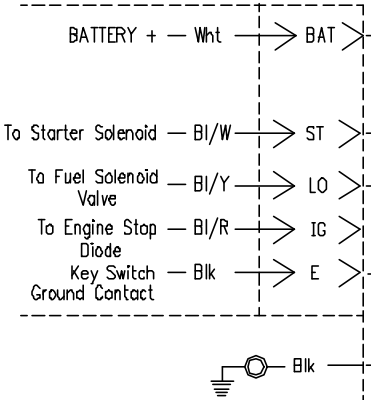 BATTERY + — Wht BAT
To Starter Solenoid — Bl/W ST
To Fuel Solenoid Valve — Bl/Y LO
To Engine Stop Diode — Bl/R IG
Key Switch Ground Contact — Blk E
Blk